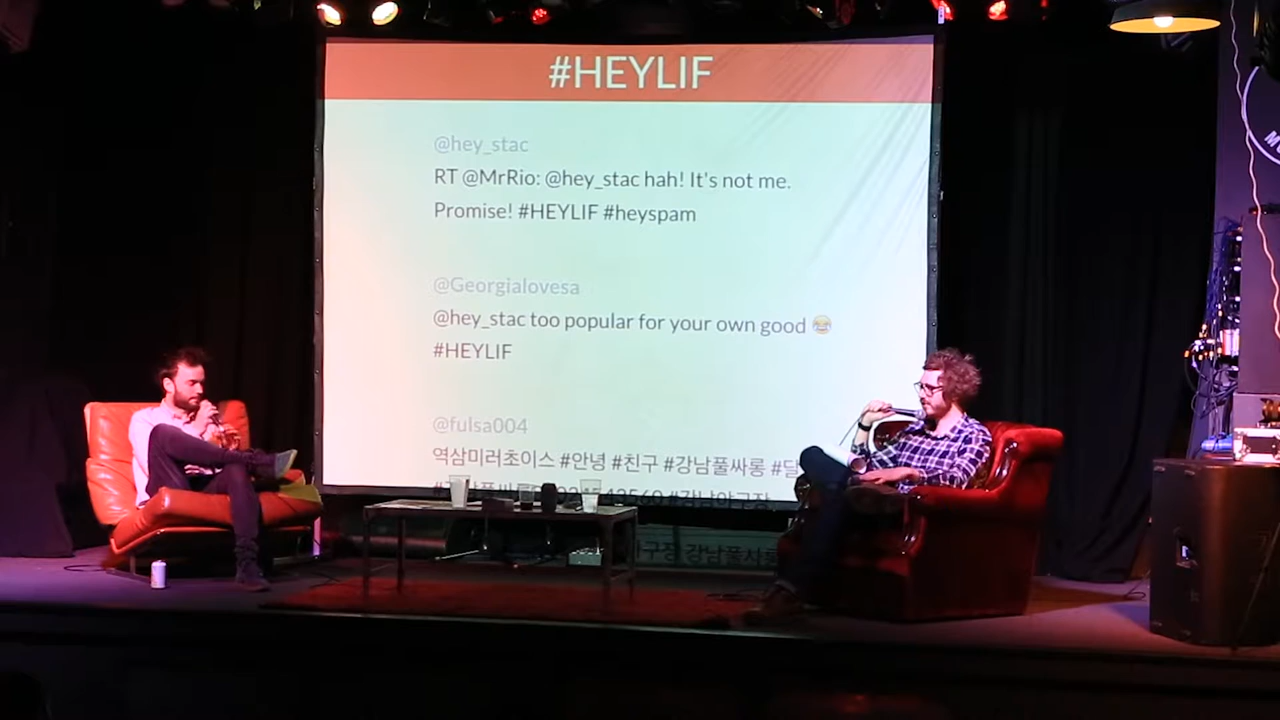 #HEYLIF
@hey_stac
RT @MrRio: @hey_stac hah! It's not me.
Promise! #HEYLIF #heyspam
@Georgialovesa
@hey_stac too popular for your own good 😂
#HEYLIF
@fulsa004
역삼미러초이스 #안녕 #친구 #강남풀싸롱 #달